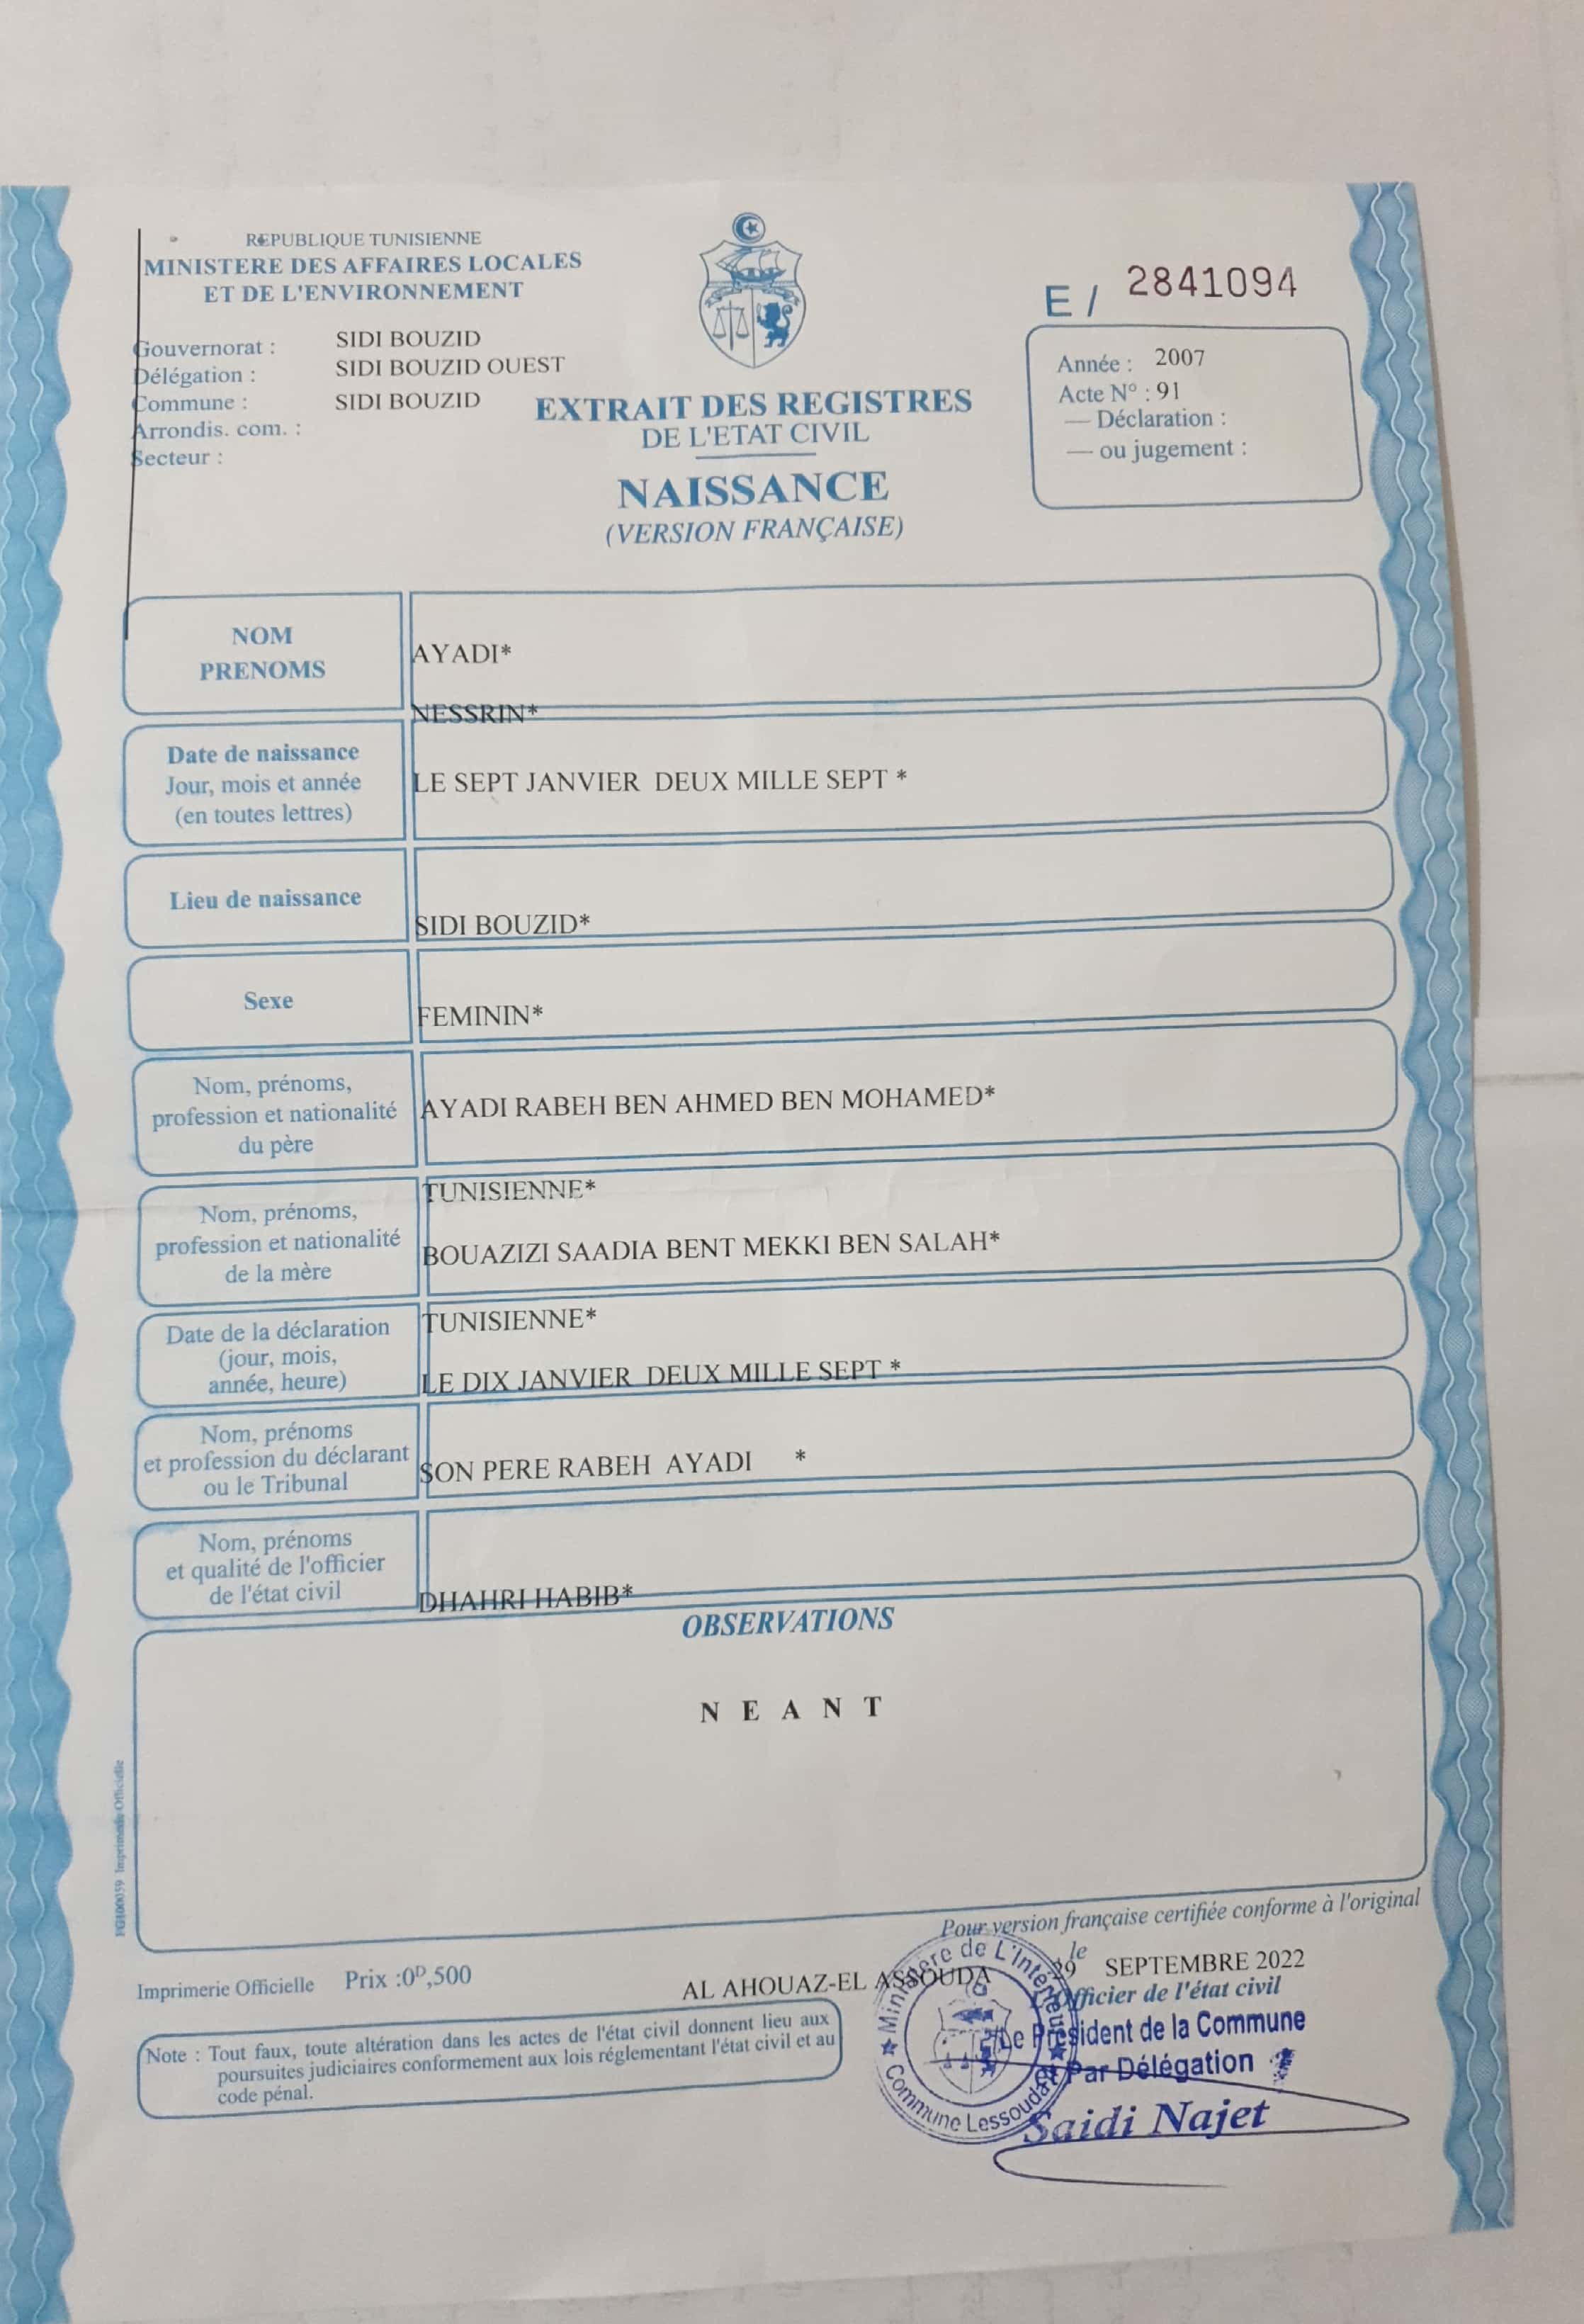 REPUBLIQUE TUNISIENNE
MINISTERE DES AFFAIRES LOCALES
ET DE L'ENVIRONNEMENT
Gouvernorat : SIDI BOUZID
Délégation : SIDI BOUZID OUEST
Commune : SIDI BOUZID
Arrondis. com. :
Secteur :
EXTRAIT DES REGISTRES
DE L'ETAT CIVIL
NAISSANCE
(VERSION FRANÇAISE)
E / 2841094
Année : 2007
Acte N° : 91
— Déclaration :
— ou jugement :
NOM
PRENOMS
AYADI*
NESSRIN*
Date de naissance
Jour, mois et année
(en toutes lettres)
LE SEPT JANVIER DEUX MILLE SEPT *
Lieu de naissance
SIDI BOUZID*
Sexe
FEMININ*
Nom, prénoms,
profession et nationalité
du père
AYADI RABEH BEN AHMED BEN MOHAMED*
TUNISIENNE*
Nom, prénoms,
profession et nationalité
de la mère
BOUAZIZI SAADIA BENT MEKKI BEN SALAH*
TUNISIENNE*
Date de la déclaration
(jour, mois,
année, heure)
LE DIX JANVIER DEUX MILLE SEPT *
Nom, prénoms
et profession du déclarant
ou le Tribunal
SON PERE RABEH AYADI *
Nom, prénoms
et qualité de l'officier
de l'état civil
DHAHRI HABIB*
OBSERVATIONS
N E A N T
FG100059 Imprimerie Officielle
Pour version française certifiée conforme à l'original
Imprimerie Officielle Prix :0ᴰ,500
AL AHOUAZ-EL ASSOUDA le 29 SEPTEMBRE 2022
L'officier de l'état civil
P/Le Président de la Commune
et Par Délégation
Saidi Najet
Ministère de L'Interieur
Commune Lessouda
Note : Tout faux, toute altération dans les actes de l'état civil donnent lieu aux
poursuites judiciaires conformement aux lois réglementant l'état civil et au
code pénal.